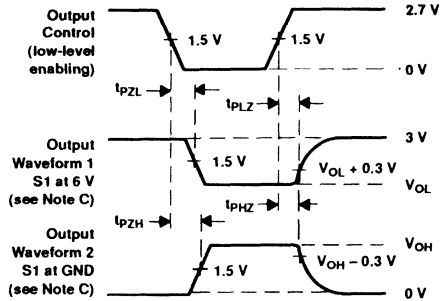 Output
Control
(low-level
enabling)
2.7 V
1.5 V
1.5 V
0 V
tPZL
tPLZ
Output
Waveform 1
S1 at 6 V
(see Note C)
3 V
1.5 V
VOL + 0.3 V
VOL
tPZH
tPHZ
Output
Waveform 2
S1 at GND
(see Note C)
VOH
1.5 V
VOH – 0.3 V
0 V